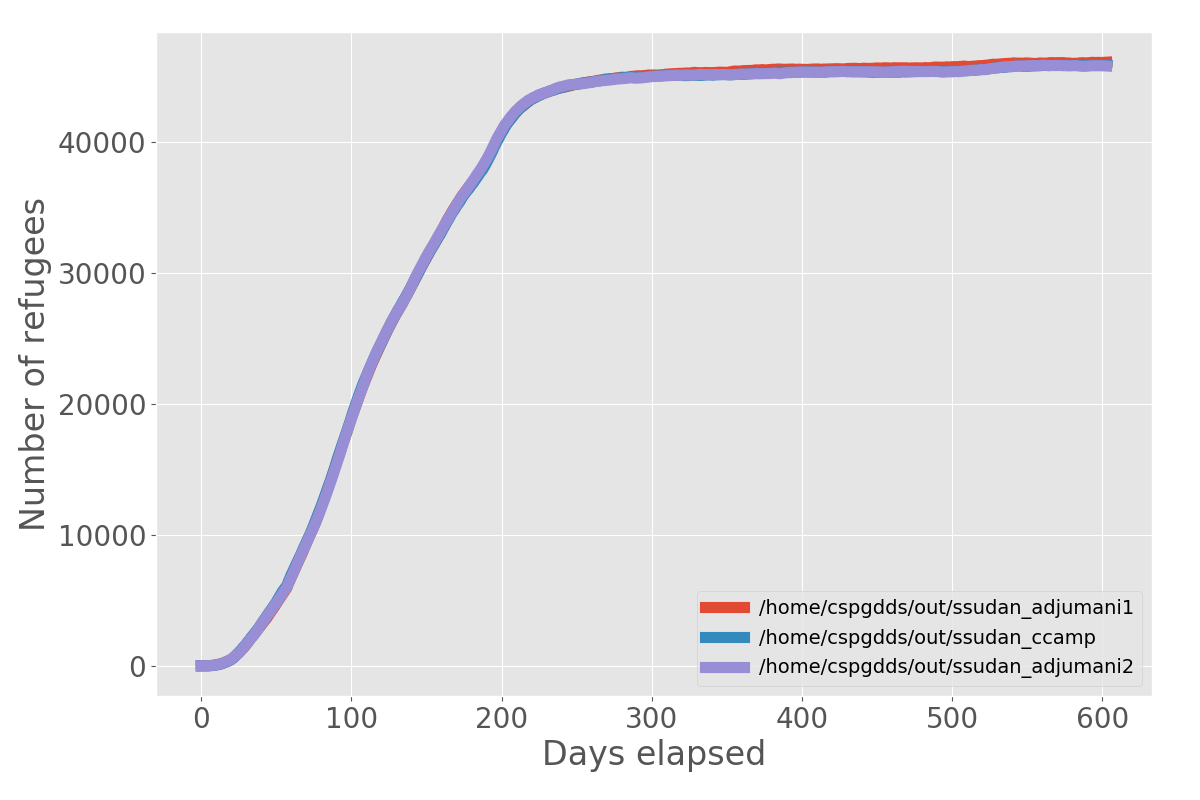 Number of refugees
40000
30000
20000
10000
0
/home/cspgdds/out/ssudan_adjumani1
/home/cspgdds/out/ssudan_ccamp
/home/cspgdds/out/ssudan_adjumani2
0 100 200 300 400 500 600
Days elapsed